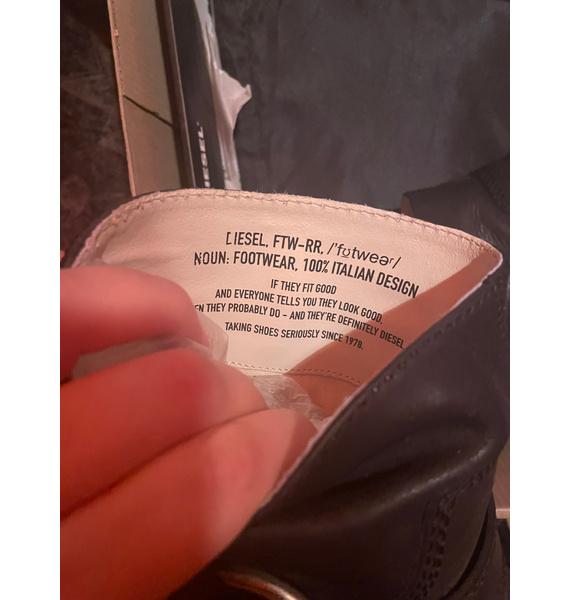 DIESEL, FTW-RR, /'fʊtweəʳ/
NOUN: FOOTWEAR, 100% ITALIAN DESIGN
IF THEY FIT GOOD
AND EVERYONE TELLS YOU THEY LOOK GOOD,
THEY PROBABLY DO - AND THEY'RE DEFINITELY DIESEL
TAKING SHOES SERIOUSLY SINCE 1978.